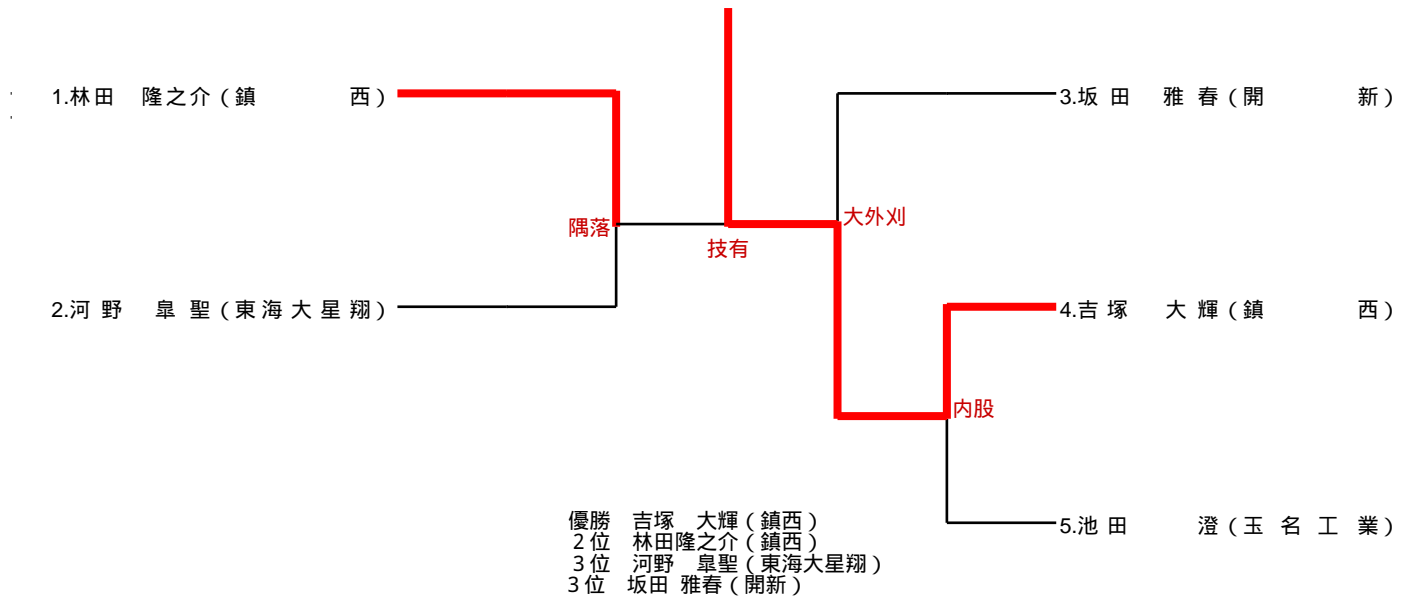 1.林田　隆之介（鎮　　　　西）
3.坂 田　雅 春（開　　　　新）
隅落
大外刈
技有
2.河 野　皐 聖（東 海 大 星 翔）
4.吉 塚　大 輝（鎮　　　　西）
内股
5.池 田　　澄（玉 名 工 業）
優勝　吉塚　大輝（鎮西）
2位　林田隆之介（鎮西）
3位　河野　皐聖（東海大星翔）
3位　坂田 雅春（開新）